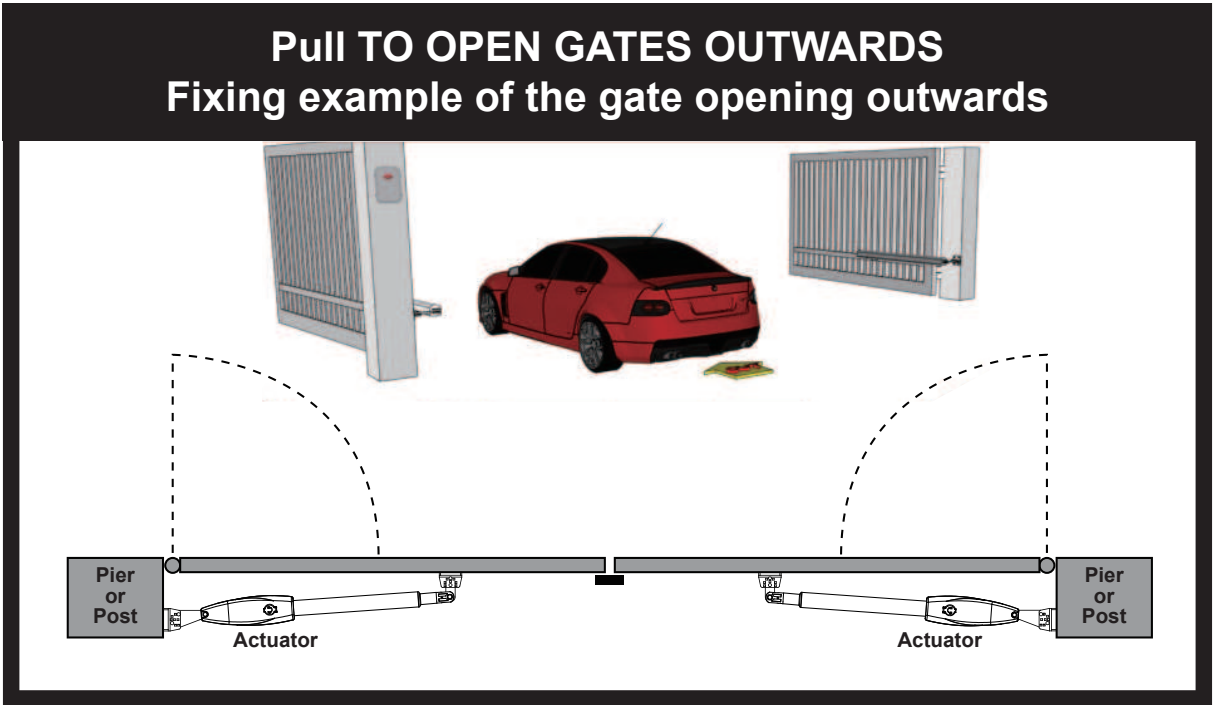 Pull TO OPEN GATES OUTWARDS
Fixing example of the gate opening outwards
Pier
or
Post
Actuator
Actuator
Pier
or
Post